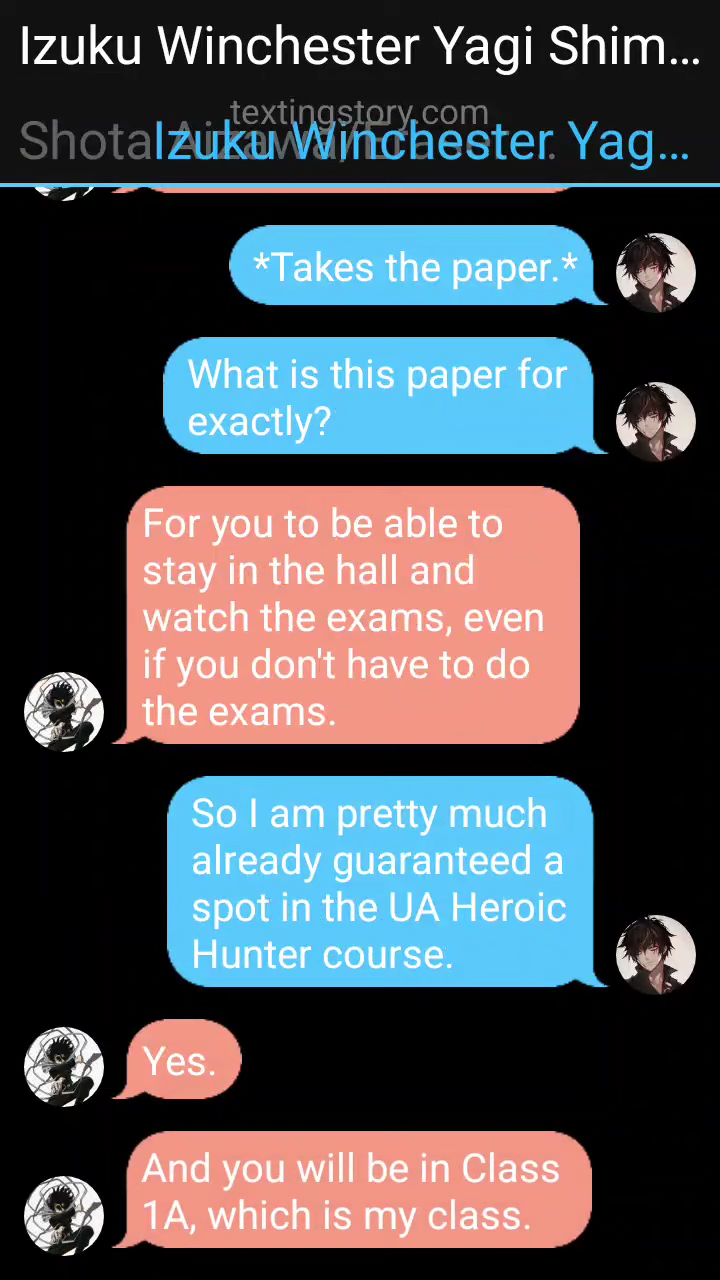 Izuku Winchester Yagi Shim...
textingstory.com
Shota
Izuku Winchester Yag...
*Takes the paper.*
What is this paper for
exactly?
For you to be able to
stay in the hall and
watch the exams, even
if you don't have to do
the exams.
So I am pretty much
already guaranteed a
spot in the UA Heroic
Hunter course.
Yes.
And you will be in Class
1A, which is my class.